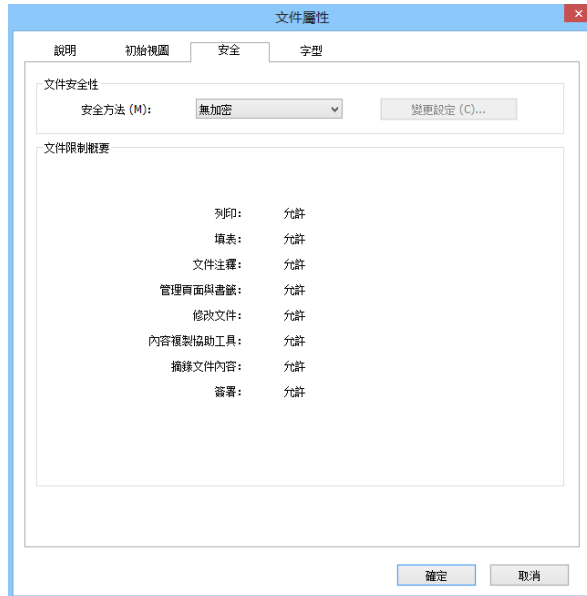 文件屬性
說明 初始視圖 安全 字型
文件安全性
安全方法 (M): 無加密 變更設定 (C)...
文件限制概要
列印: 允許
填表: 允許
文件注釋: 允許
管理頁面與書籤: 允許
修改文件: 允許
內容複製協助工具: 允許
摘錄文件內容: 允許
簽署: 允許
確定 取消